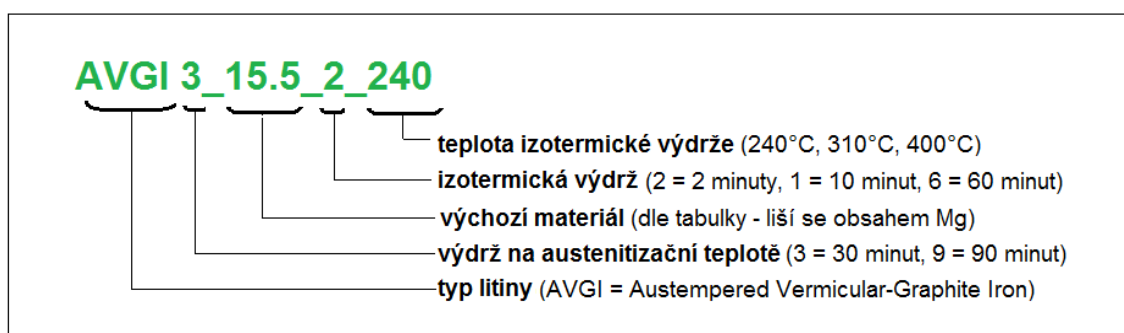 AVGI 3_15.5_2_240
teplota izotermické výdrže (240°C, 310°C, 400°C)
izotermická výdrž (2 = 2 minuty, 1 = 10 minut, 6 = 60 minut)
výchozí materiál (dle tabulky - liší se obsahem Mg)
výdrž na austenitizační teplotě (3 = 30 minut, 9 = 90 minut)
typ litiny (AVGI = Austempered Vermicular-Graphite Iron)